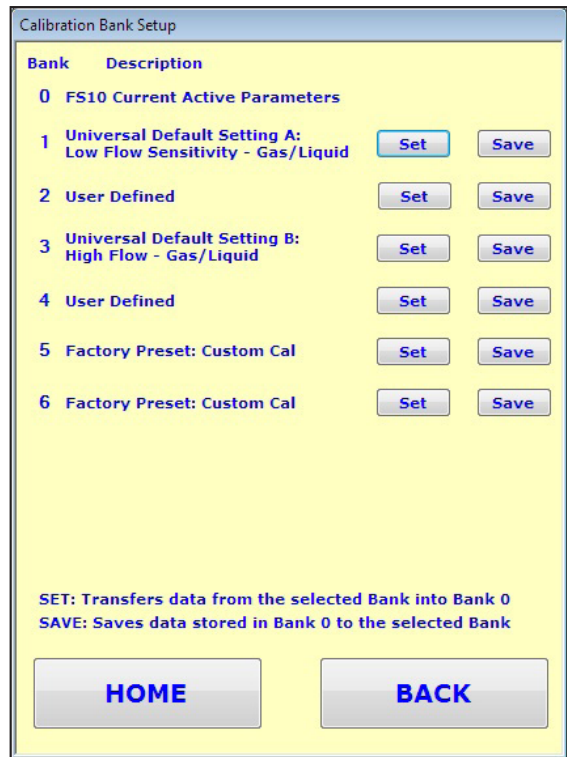 Calibration Bank Setup
Bank Description
0 FS10 Current Active Parameters
1 Universal Default Setting A:
Low Flow Sensitivity - Gas/Liquid
Set Save
2 User Defined Set Save
3 Universal Default Setting B:
High Flow - Gas/Liquid
Set Save
4 User Defined Set Save
5 Factory Preset: Custom Cal Set Save
6 Factory Preset: Custom Cal Set Save
SET: Transfers data from the selected Bank into Bank 0
SAVE: Saves data stored in Bank 0 to the selected Bank
HOME BACK